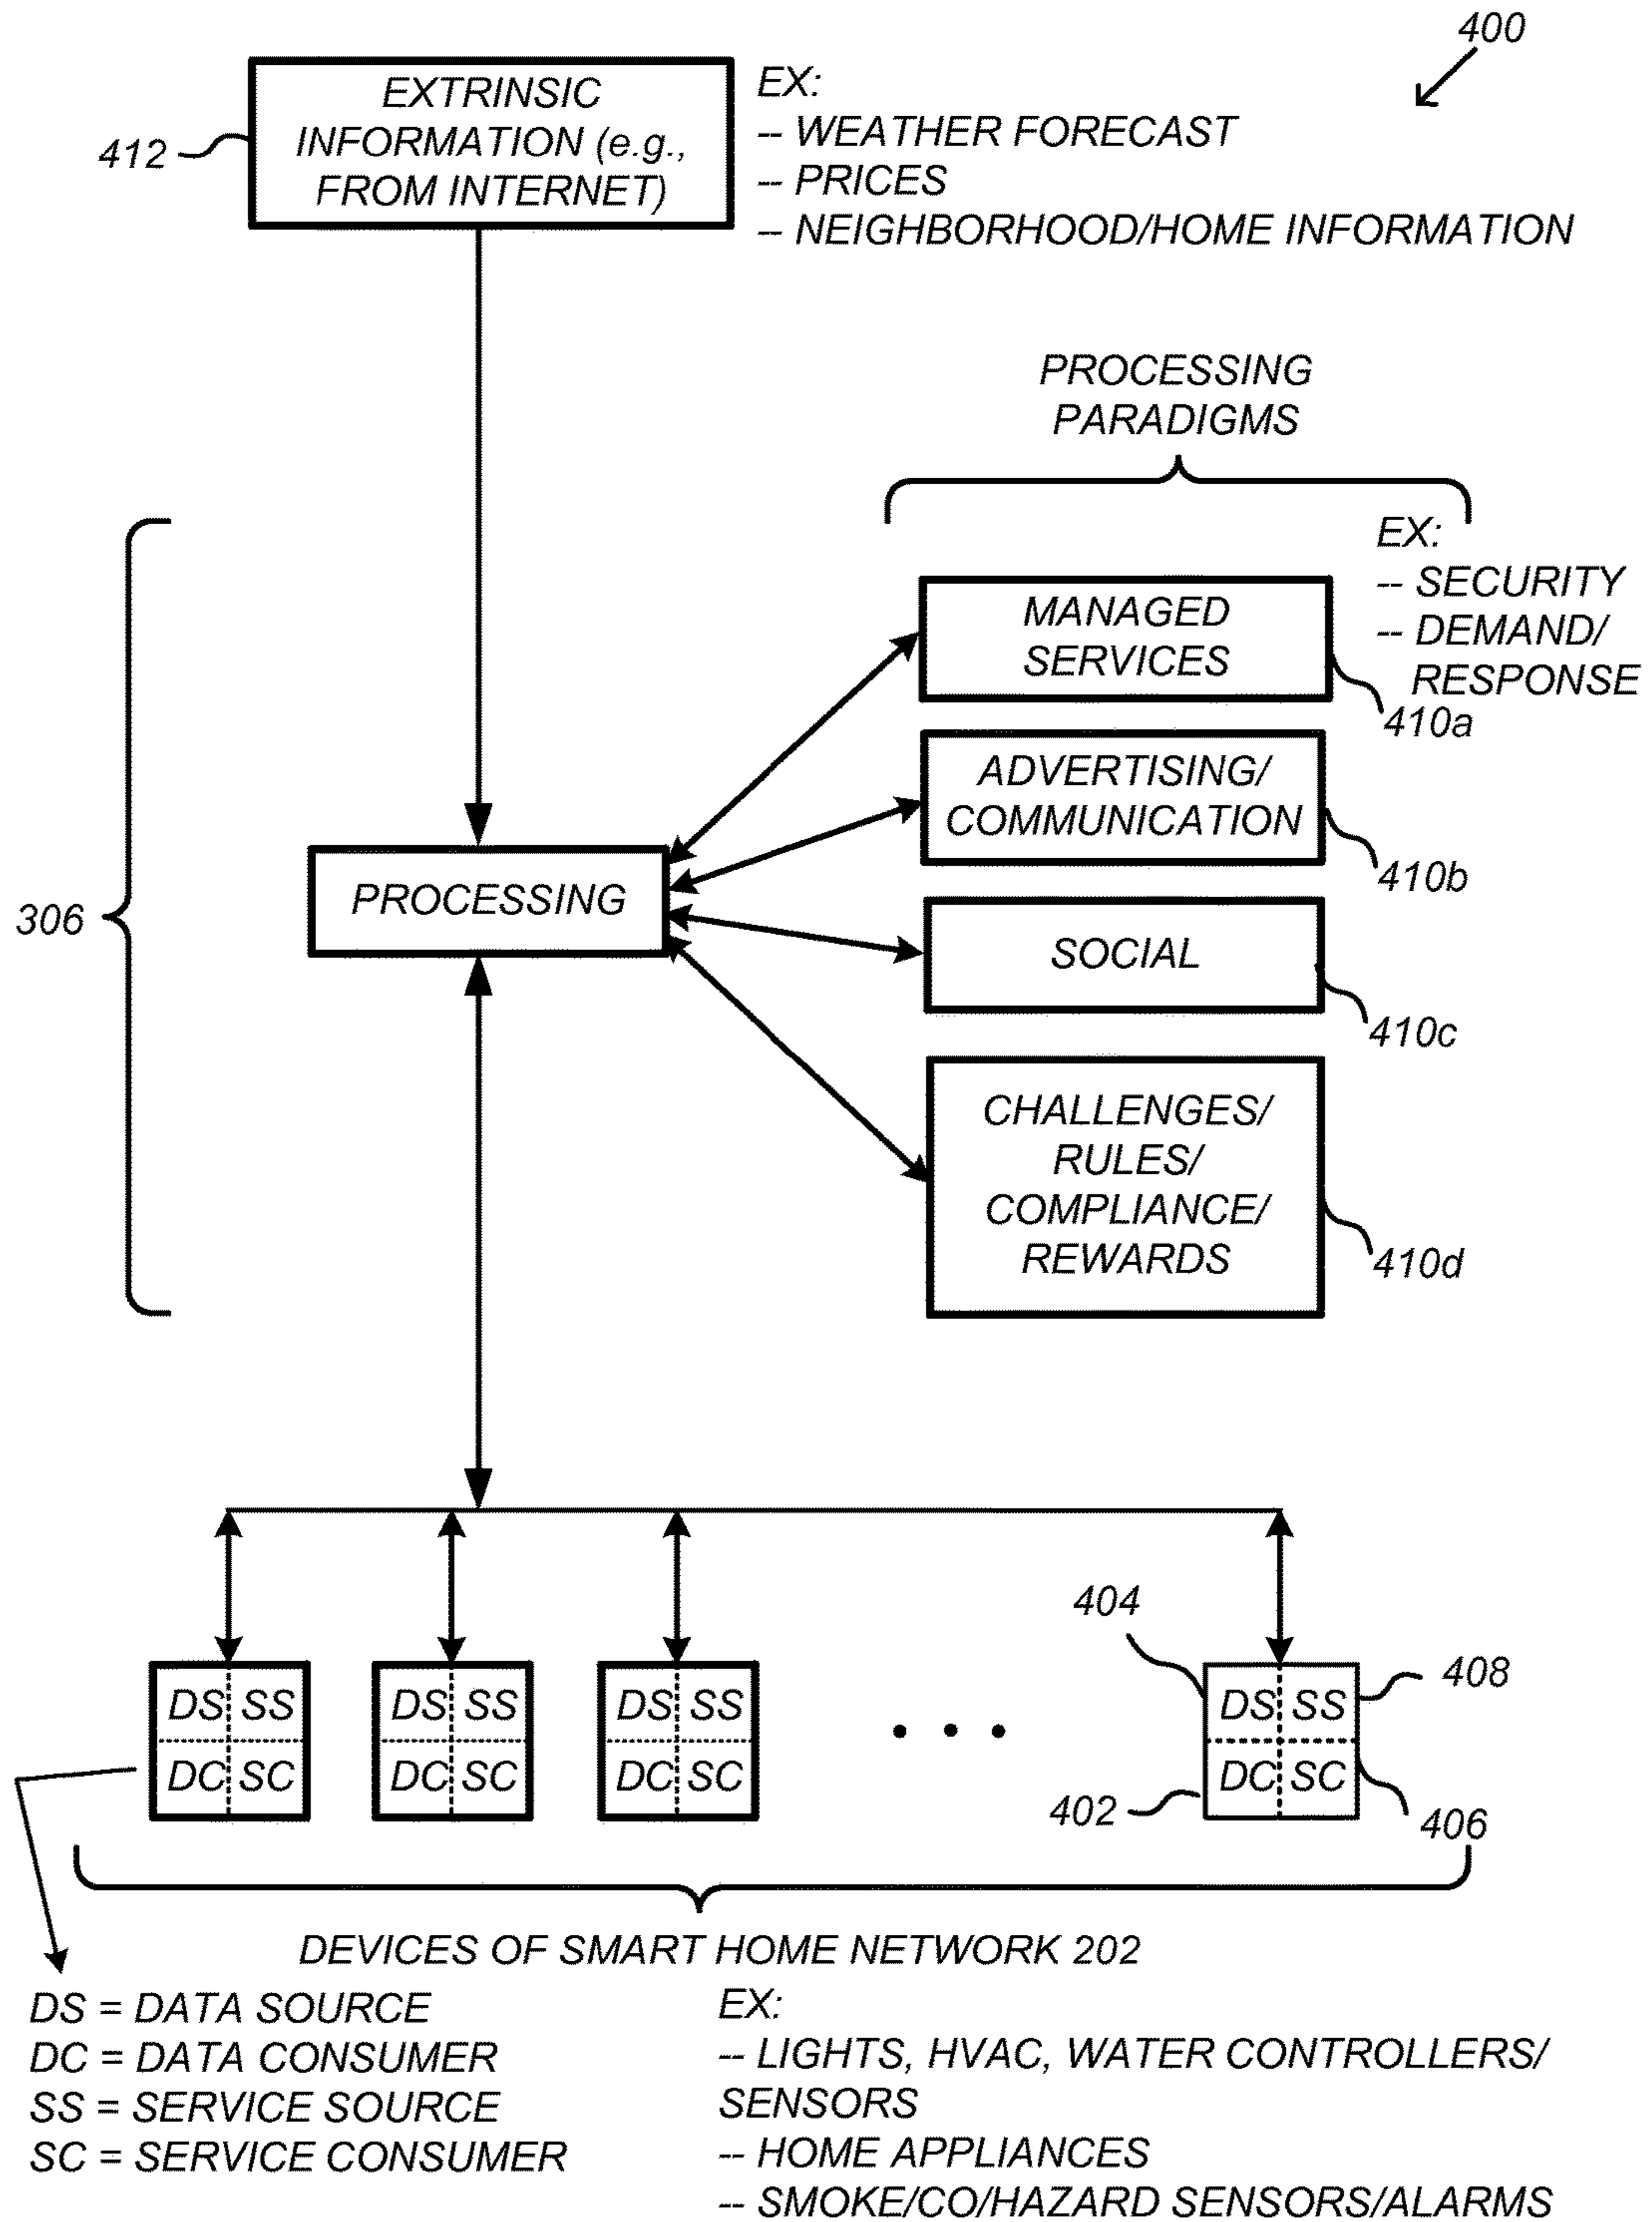 400
EXTRINSIC
INFORMATION (e.g.,
FROM INTERNET)
412
EX:
-- WEATHER FORECAST
-- PRICES
-- NEIGHBORHOOD/HOME INFORMATION
PROCESSING
PARADIGMS
EX:
-- SECURITY
-- DEMAND/
RESPONSE
MANAGED
SERVICES
410a
ADVERTISING/
COMMUNICATION
410b
306
PROCESSING
SOCIAL
410c
CHALLENGES/
RULES/
COMPLIANCE/
REWARDS
410d
404
408
DS SS
DC SC
DS SS
DC SC
DS SS
DC SC
DS SS
DC SC
402
406
DEVICES OF SMART HOME NETWORK 202
DS = DATA SOURCE
DC = DATA CONSUMER
SS = SERVICE SOURCE
SC = SERVICE CONSUMER
EX:
-- LIGHTS, HVAC, WATER CONTROLLERS/
SENSORS
-- HOME APPLIANCES
-- SMOKE/CO/HAZARD SENSORS/ALARMS